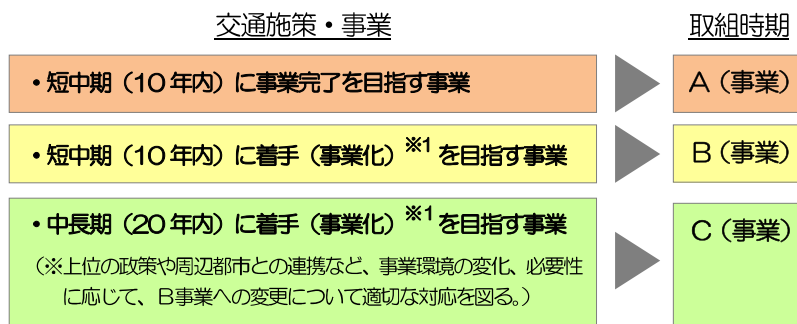 交通施策・事業
取組時期
・短中期（10年内）に事業完了を目指す事業
A（事業）
・短中期（10年内）に着手（事業化）※1を目指す事業
B（事業）
・中長期（20年内）に着手（事業化）※1を目指す事業
（※上位の政策や周辺都市との連携など、事業環境の変化、必要性
に応じて、B事業への変更について適切な対応を図る。）
C（事業）